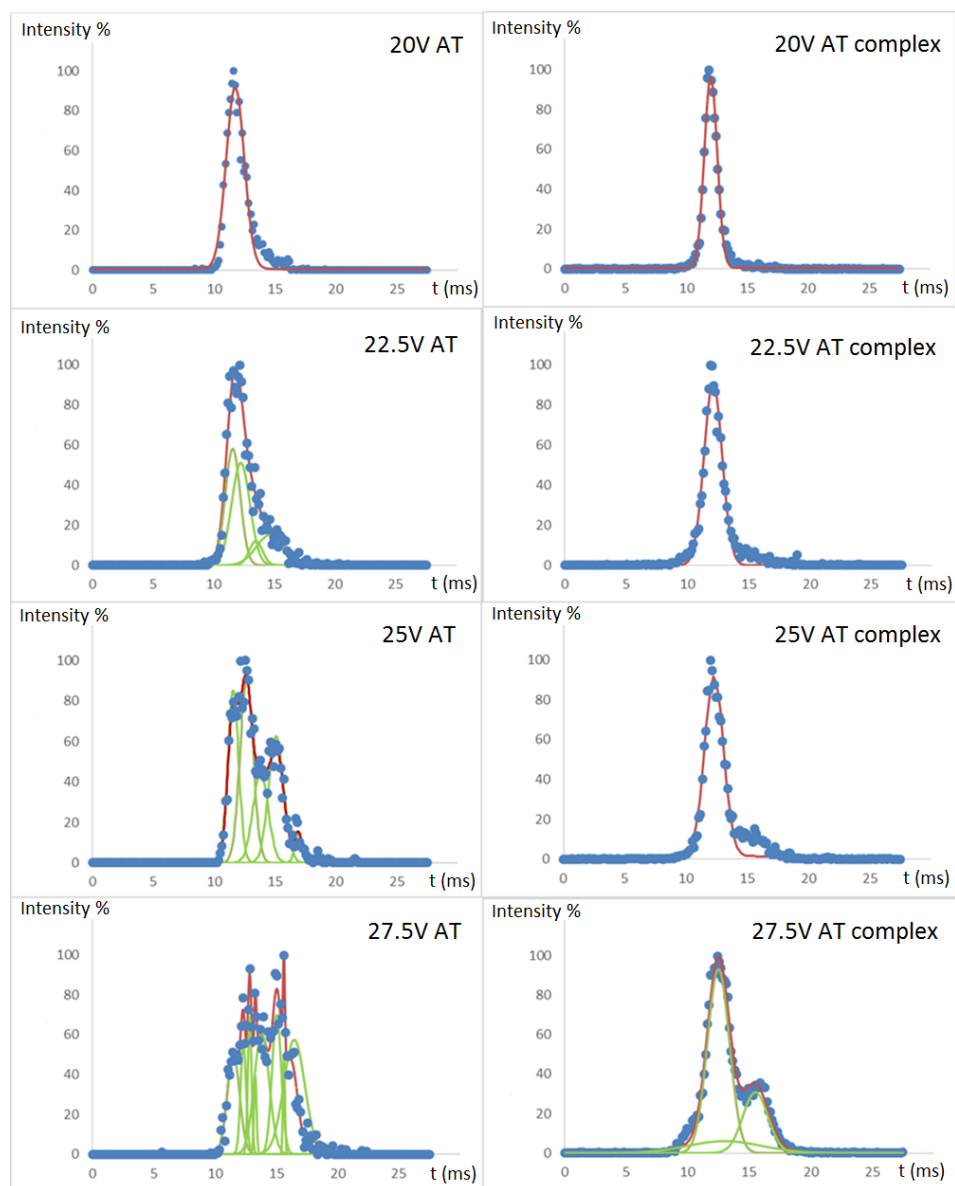 Intensity %
20V AT
100
80
60
40
20
0
0 5 10 15 20 25 t (ms)
Intensity %
20V AT complex
100
80
60
40
20
0
0 5 10 15 20 25 t (ms)
Intensity %
22.5V AT
100
80
60
40
20
0
0 5 10 15 20 25 t (ms)
Intensity %
22.5V AT complex
100
80
60
40
20
0
0 5 10 15 20 25 t (ms)
Intensity %
25V AT
100
80
60
40
20
0
0 5 10 15 20 25 t (ms)
Intensity %
25V AT complex
100
80
60
40
20
0
0 5 10 15 20 25 t (ms)
Intensity %
27.5V AT
100
80
60
40
20
0
0 5 10 15 20 25 t (ms)
Intensity %
27.5V AT complex
100
80
60
40
20
0
0 5 10 15 20 25 t (ms)